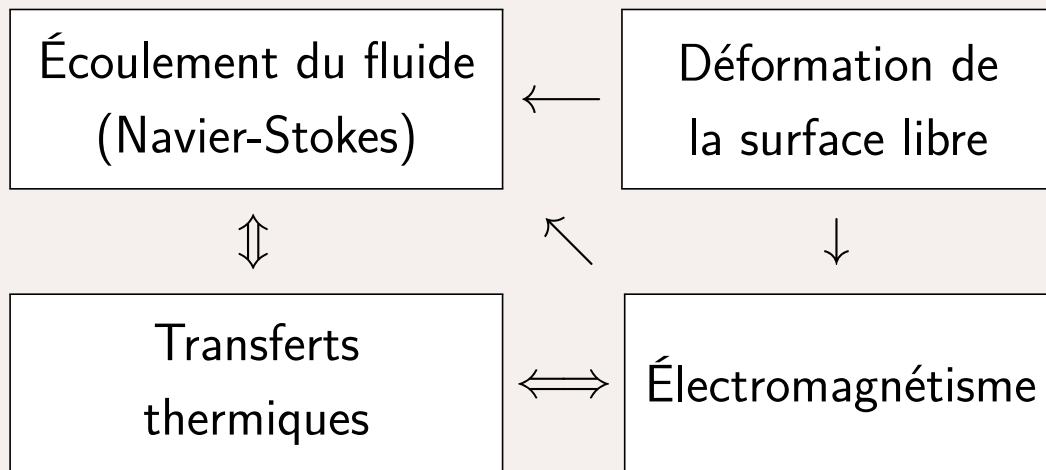 Écoulement du fluide
(Navier-Stokes)
Déformation de
la surface libre
Transferts
thermiques
Électromagnétisme